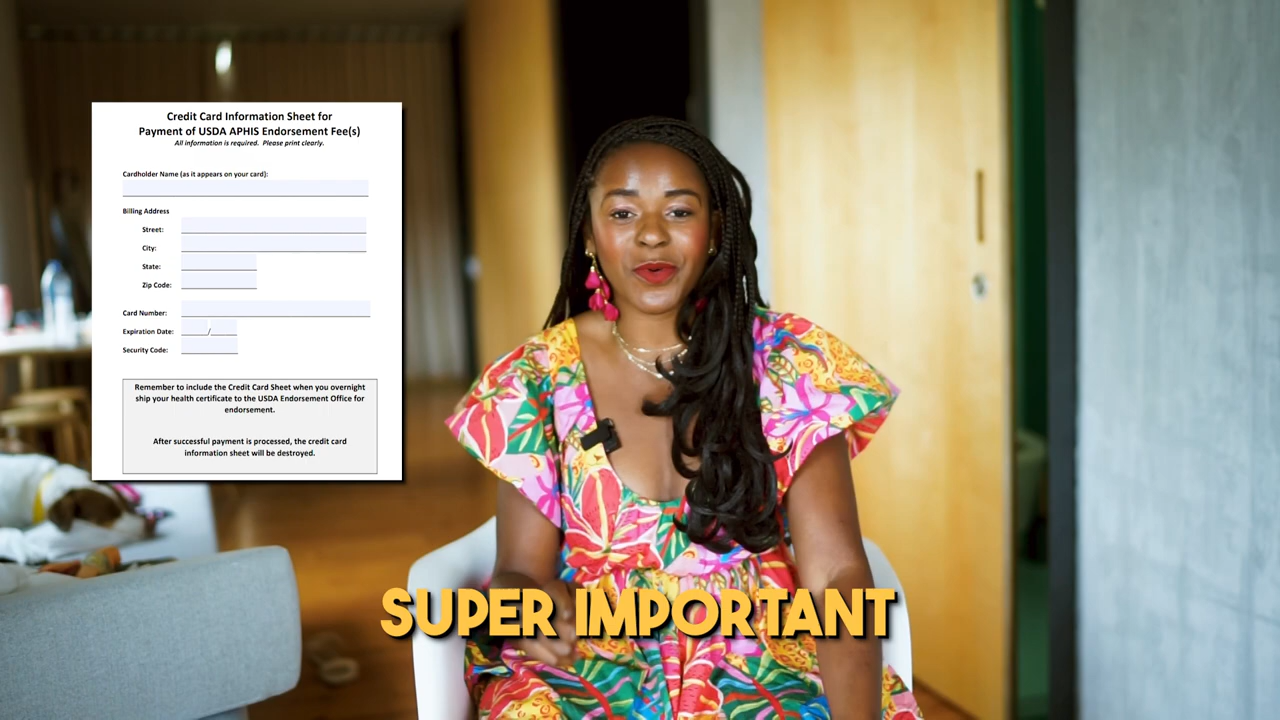 Credit Card Information Sheet for
Payment of USDA APHIS Endorsement Fee(s)
All information is required. Please print clearly.
Cardholder Name (as it appears on your card):
Billing Address
Street:
City:
State:
Zip Code:
Card Number:
Expiration Date: /
Security Code:
Remember to include the Credit Card Sheet when you overnight
ship your health certificate to the USDA Endorsement Office for
endorsement.
After successful payment is processed, the credit card
information sheet will be destroyed.
SUPER IMPORTANT